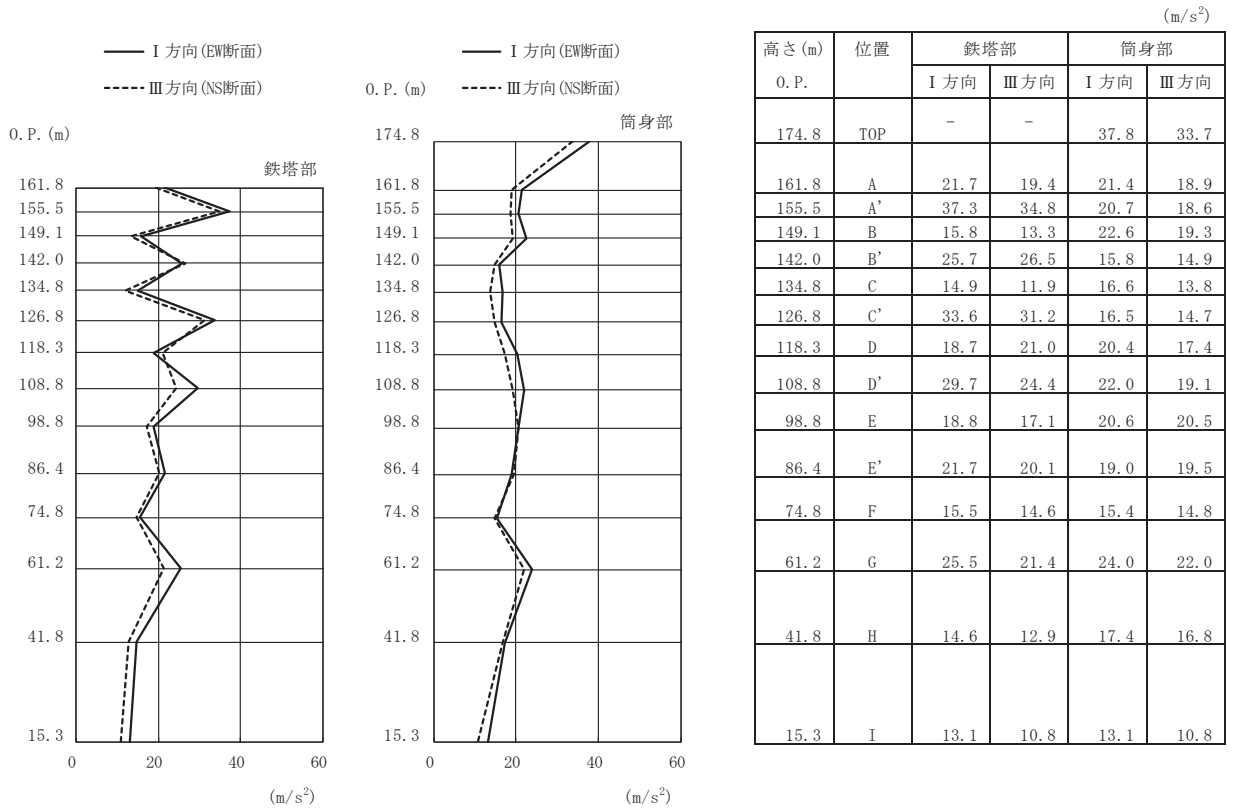 ── Ⅰ方向(EW断面)
----- Ⅲ方向(NS断面)
O.P.(m)
鉄塔部
161.8
155.5
149.1
142.0
134.8
126.8
118.3
108.8
98.8
86.4
74.8
61.2
41.8
15.3
0 20 40 60
(m/s²)
── Ⅰ方向(EW断面)
----- Ⅲ方向(NS断面)
O.P.(m)
筒身部
174.8
161.8
155.5
149.1
142.0
134.8
126.8
118.3
108.8
98.8
86.4
74.8
61.2
41.8
15.3
0 20 40 60
(m/s²)
(m/s²)
高さ(m) 位置 鉄塔部 筒身部
O.P. Ⅰ方向 Ⅲ方向 Ⅰ方向 Ⅲ方向
174.8 TOP － － 37.8 33.7
161.8 A 21.7 19.4 21.4 18.9
155.5 A' 37.3 34.8 20.7 18.6
149.1 B 15.8 13.3 22.6 19.3
142.0 B' 25.7 26.5 15.8 14.9
134.8 C 14.9 11.9 16.6 13.8
126.8 C' 33.6 31.2 16.5 14.7
118.3 D 18.7 21.0 20.4 17.4
108.8 D' 29.7 24.4 22.0 19.1
98.8 E 18.8 17.1 20.6 20.5
86.4 E' 21.7 20.1 19.0 19.5
74.8 F 15.5 14.6 15.4 14.8
61.2 G 25.5 21.4 24.0 22.0
41.8 H 14.6 12.9 17.4 16.8
15.3 I 13.1 10.8 13.1 10.8